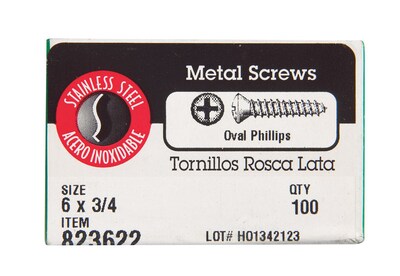 STAINLESS STEEL
ACERO INOXIDABLE
Metal Screws
Oval Phillips
Tornillos Rosca Lata
SIZE
6 x 3/4
QTY
100
ITEM
823622
LOT# HO1342123